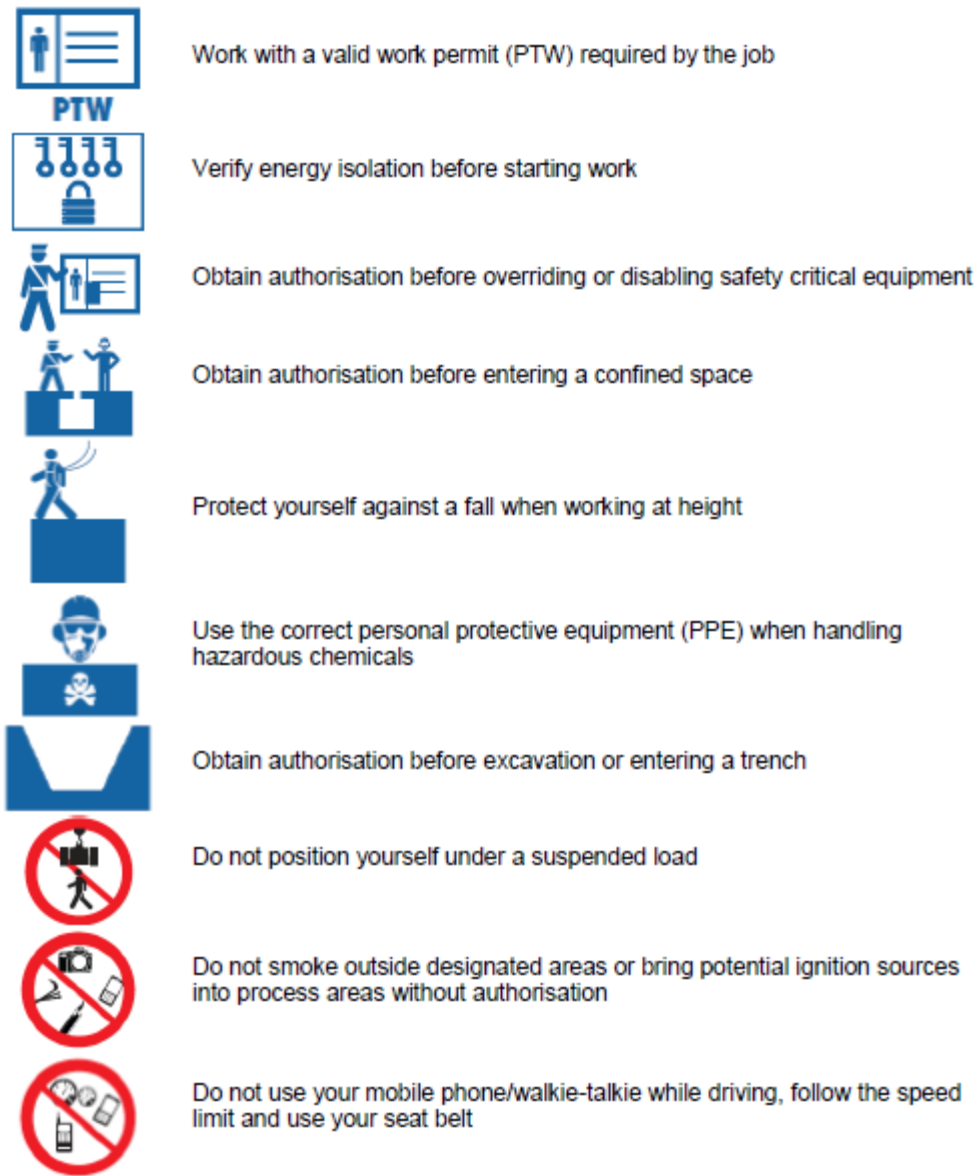 Work with a valid work permit (PTW) required by the job
PTW
Verify energy isolation before starting work
Obtain authorisation before overriding or disabling safety critical equipment
Obtain authorisation before entering a confined space
Protect yourself against a fall when working at height
Use the correct personal protective equipment (PPE) when handling
hazardous chemicals
Obtain authorisation before excavation or entering a trench
Do not position yourself under a suspended load
Do not smoke outside designated areas or bring potential ignition sources
into process areas without authorisation
Do not use your mobile phone/walkie-talkie while driving, follow the speed
limit and use your seat belt